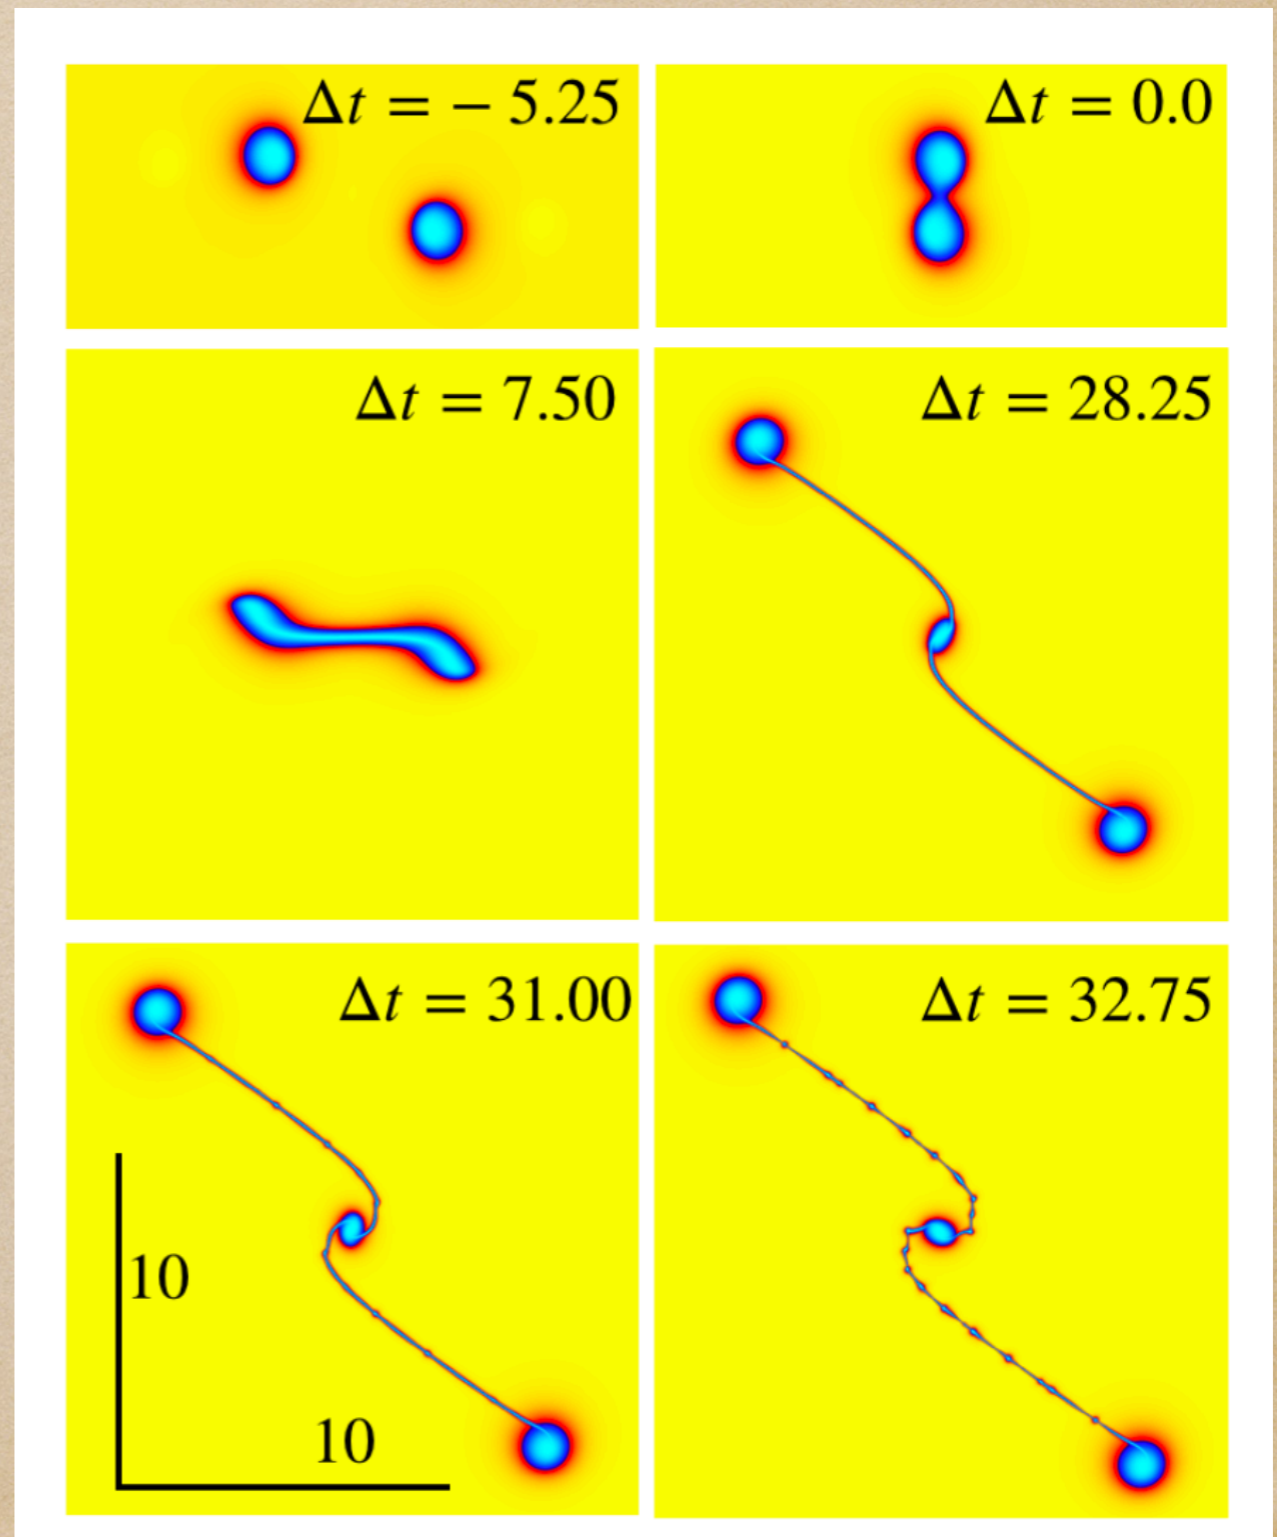 Δt = − 5.25
Δt = 0.0
Δt = 7.50
Δt = 28.25
Δt = 31.00
Δt = 32.75
10
10